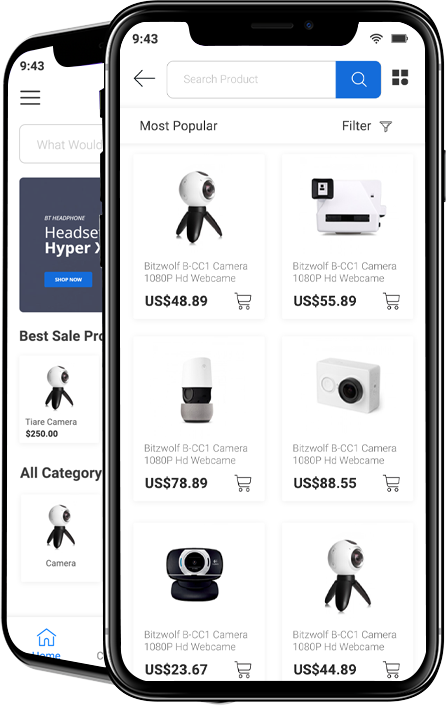 9:43
What Would
BT HEADPHONE
Headse
Hyper X
SHOP NOW
Best Sale Pro
Tiare Camera
$250.00
All Category
Camera
Home
C
9:43
Search Product
Most Popular
Filter
Bitzwolf B-CC1 Camera
1080P Hd Webcame
US$48.89
Bitzwolf B-CC1 Camera
1080P Hd Webcame
US$55.89
Bitzwolf B-CC1 Camera
1080P Hd Webcame
US$78.89
Bitzwolf B-CC1 Camera
1080P Hd Webcame
US$88.55
Bitzwolf B-CC1 Camera
1080P Hd Webcame
US$23.67
Bitzwolf B-CC1 Camera
1080P Hd Webcame
US$44.89